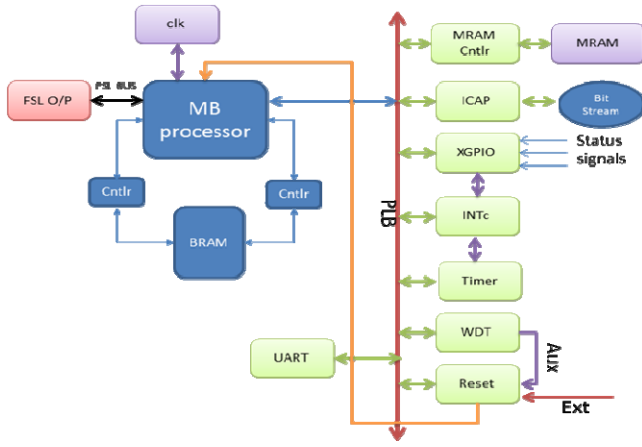 clk
MRAM
Cntlr
MRAM
FSL BUS
FSL O/P
MB
processor
ICAP
Bit
Stream
XGPIO
Status
signals
Cntlr
Cntlr
PLB
INTc
BRAM
Timer
WDT
Aux
UART
Reset
Ext